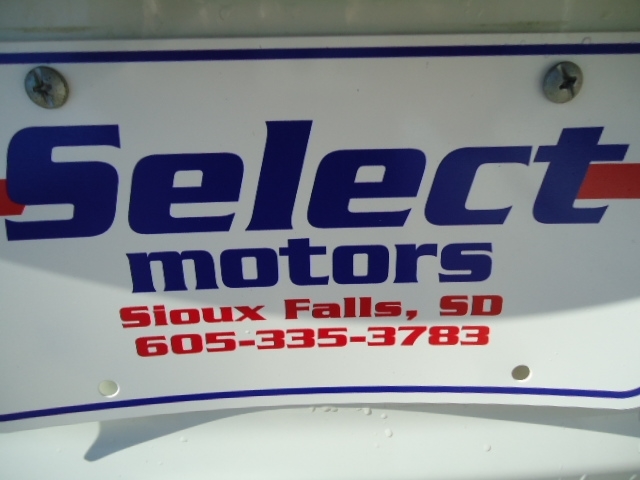 Select
motors
Sioux Falls, SD
605-335-3783